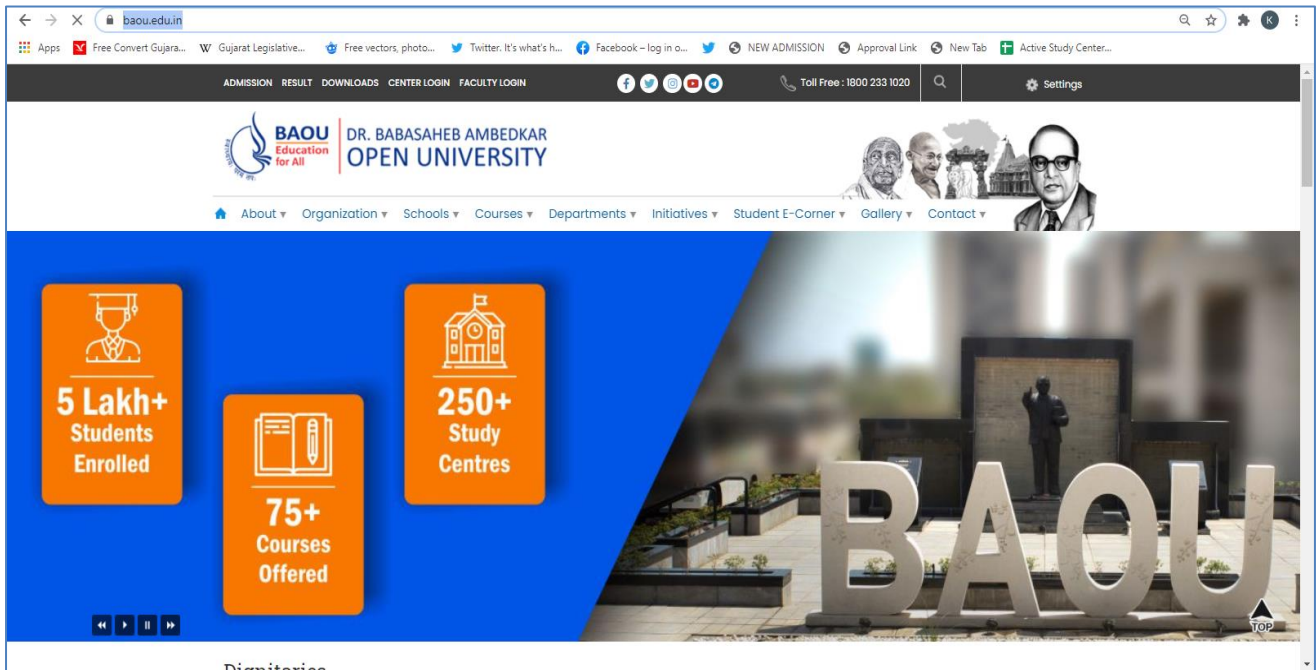 baou.edu.in
Apps Free Convert Gujara... Gujarat Legislative... Free vectors, photo... Twitter. It's what's h... Facebook – log in o... NEW ADMISSION Approval Link New Tab Active Study Center...
ADMISSION RESULT DOWNLOADS CENTER LOGIN FACULTY LOGIN Toll Free : 1800 233 1020 Settings
BAOU
Education
for All
DR. BABASAHEB AMBEDKAR
OPEN UNIVERSITY
About Organization Schools Courses Departments Initiatives Student E-Corner Gallery Contact
5 Lakh+
Students
Enrolled
75+
Courses
Offered
250+
Study
Centres
BAOU
TOP
Dignitaries